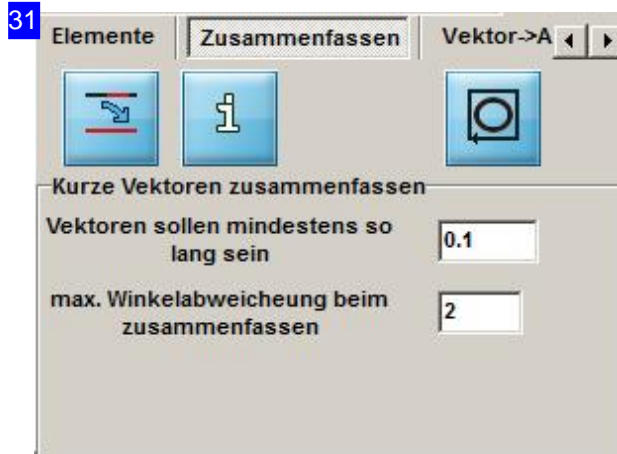 31
Elemente Zusammenfassen Vektor->A
i
Kurze Vektoren zusammenfassen
Vektoren sollen mindestens so
lang sein
0.1
max. Winkelabweicheung beim
zusammenfassen
2